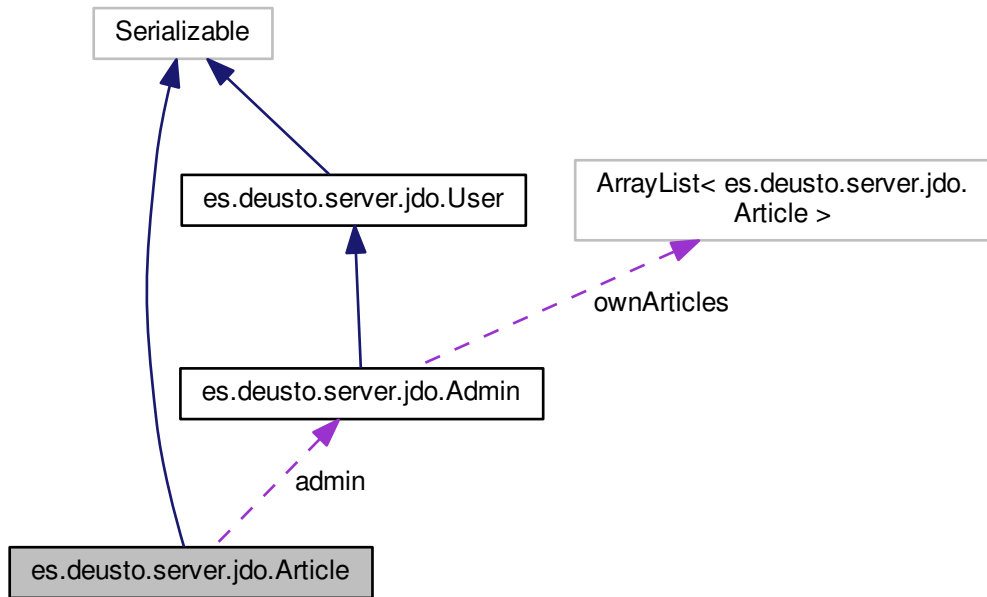 Serializable
es.deusto.server.jdo.User
ArrayList< es.deusto.server.jdo.
Article >
ownArticles
es.deusto.server.jdo.Admin
admin
es.deusto.server.jdo.Article